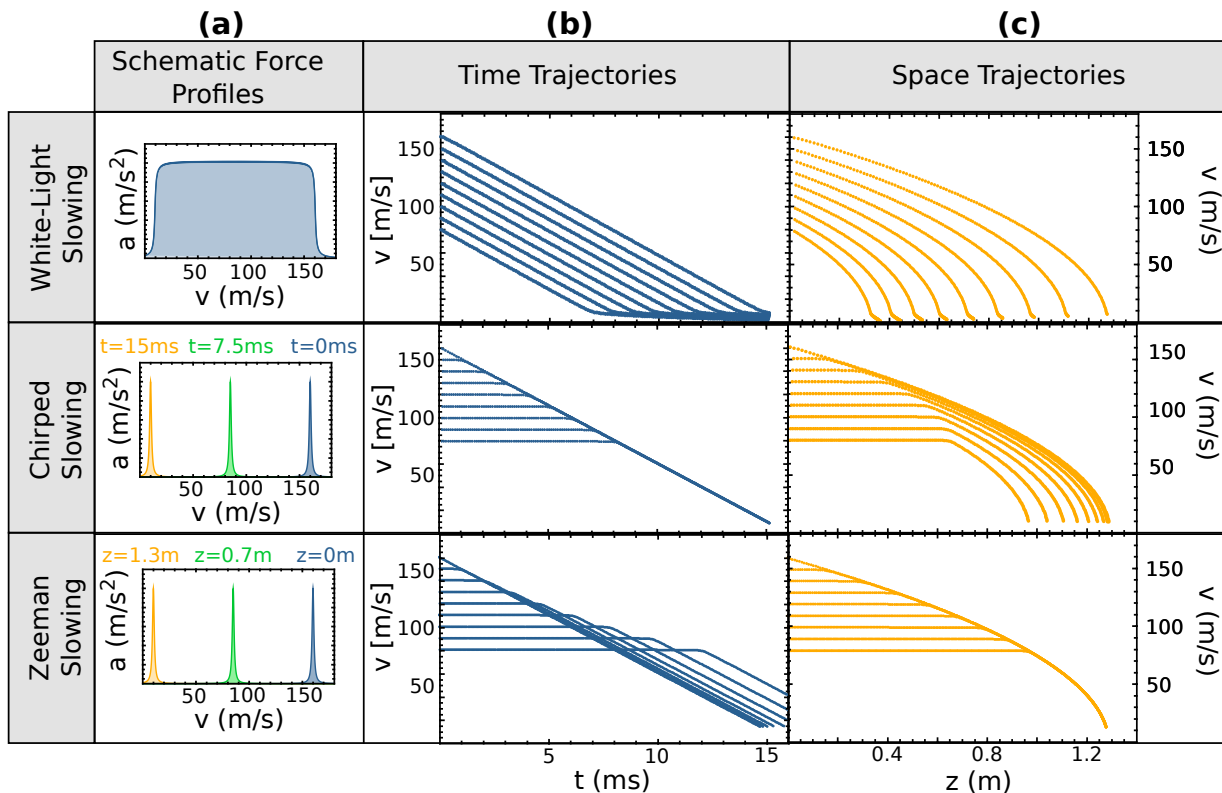 (a)
(b)
(c)
Schematic Force
Profiles
Time Trajectories
Space Trajectories
White-Light
Slowing
a (m/s²)
50
100
150
v (m/s)
v [m/s]
150
100
50
150
100
50
v (m/s)
Chirped
Slowing
t=15ms
t=7.5ms
t=0ms
a (m/s²)
50
100
150
v (m/s)
v [m/s]
150
100
50
150
100
50
v (m/s)
Zeeman
Slowing
z=1.3m
z=0.7m
z=0m
a (m/s²)
50
100
150
v (m/s)
v [m/s]
150
100
50
5
10
15
t (ms)
150
100
50
v (m/s)
0.4
0.8
1.2
z (m)